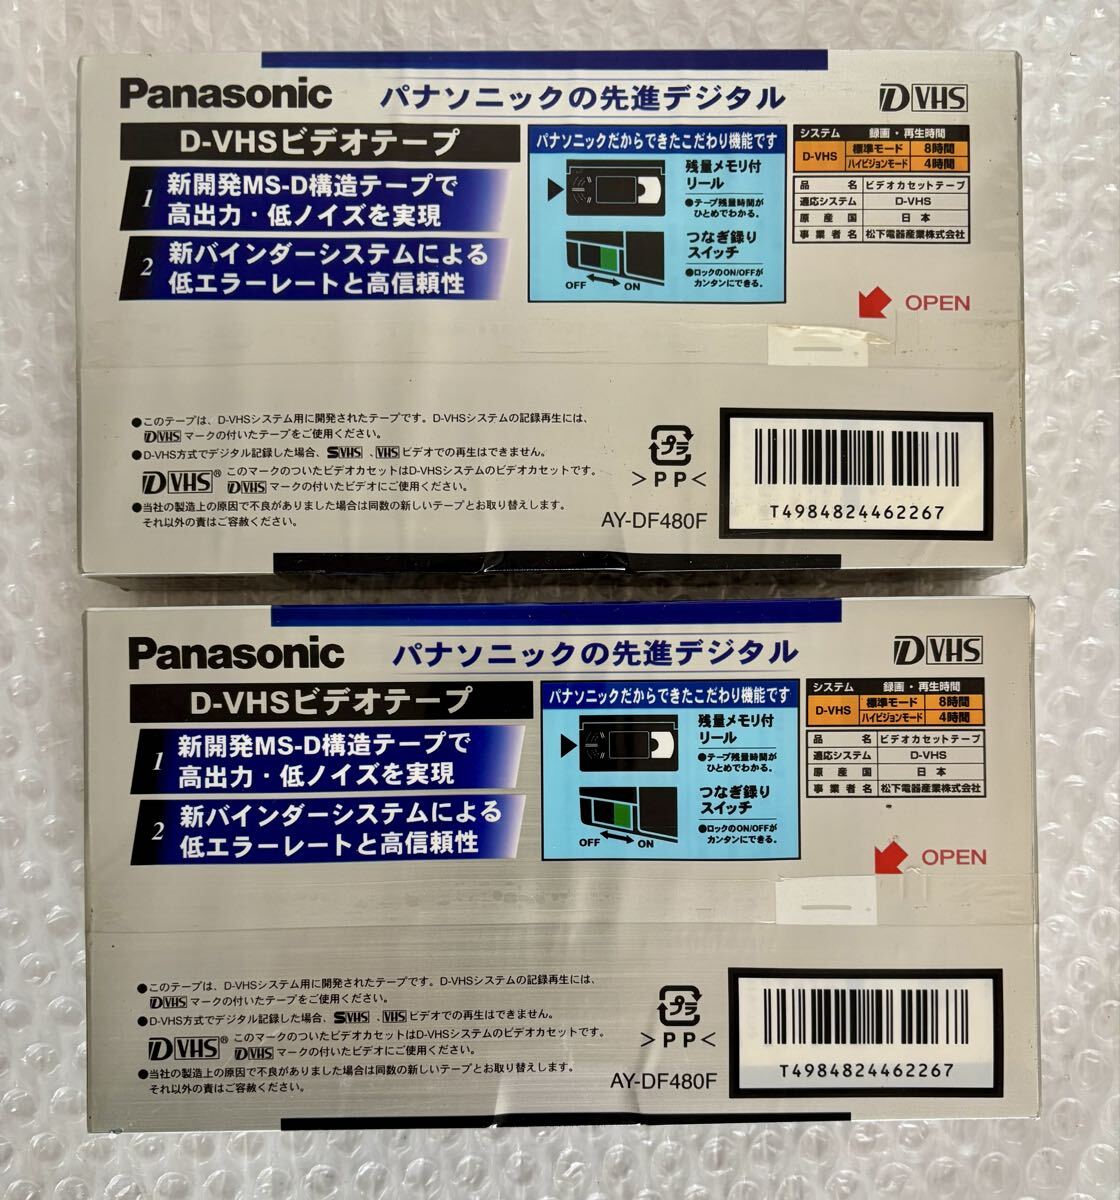 Panasonic パナソニックの先進デジタル D VHS
D-VHSビデオテープ
1 新開発MS-D構造テープで
高出力・低ノイズを実現
2 新バインダーシステムによる
低エラーレートと高信頼性
パナソニックだからできたこだわり機能です
残量メモリ付
リール
●テープ残量時間が
ひとめでわかる。
つなぎ録り
スイッチ
●ロックのON/OFFが
カンタンにできる。
OFF ON
システム 録画・再生時間
D-VHS 標準モード 8時間
ハイビジョンモード 4時間
品名 ビデオカセットテープ
適応システム D-VHS
原産国 日本
事業者名 松下電器産業株式会社
OPEN
●このテープは、D-VHSシステム用に開発されたテープです。D-VHSシステムの記録再生には、
D VHS マークの付いたテープをご使用ください。
●D-VHS方式でデジタル記録した場合、SVHS、VHS ビデオでの再生はできません。
D VHS® このマークのついたビデオカセットはD-VHSシステムのビデオカセットです。
D VHS マークの付いたビデオにご使用ください。
●当社の製造上の原因で不良がありました場合は同数の新しいテープとお取り替えします。
それ以外の責はご容赦ください。
プラ
>PP<
AY-DF480F
T4984824462267
Panasonic パナソニックの先進デジタル D VHS
D-VHSビデオテープ
1 新開発MS-D構造テープで
高出力・低ノイズを実現
2 新バインダーシステムによる
低エラーレートと高信頼性
パナソニックだからできたこだわり機能です
残量メモリ付
リール
●テープ残量時間が
ひとめでわかる。
つなぎ録り
スイッチ
●ロックのON/OFFが
カンタンにできる。
OFF ON
システム 録画・再生時間
D-VHS 標準モード 8時間
ハイビジョンモード 4時間
品名 ビデオカセットテープ
適応システム D-VHS
原産国 日本
事業者名 松下電器産業株式会社
OPEN
●このテープは、D-VHSシステム用に開発されたテープです。D-VHSシステムの記録再生には、
D VHS マークの付いたテープをご使用ください。
●D-VHS方式でデジタル記録した場合、SVHS、VHS ビデオでの再生はできません。
D VHS® このマークのついたビデオカセットはD-VHSシステムのビデオカセットです。
D VHS マークの付いたビデオにご使用ください。
●当社の製造上の原因で不良がありました場合は同数の新しいテープとお取り替えします。
それ以外の責はご容赦ください。
プラ
>PP<
AY-DF480F
T4984824462267